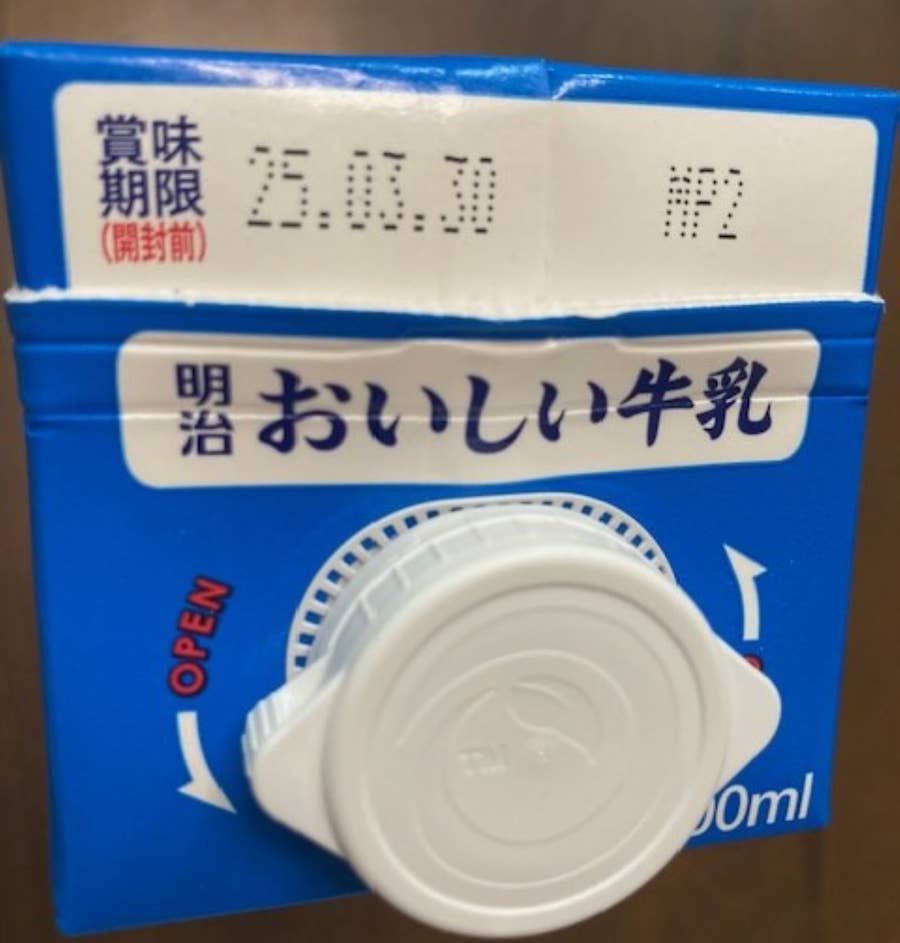 賞味
期限
(開封前)
25.03.30
MP2
明治
おいしい牛乳
OPEN
00ml